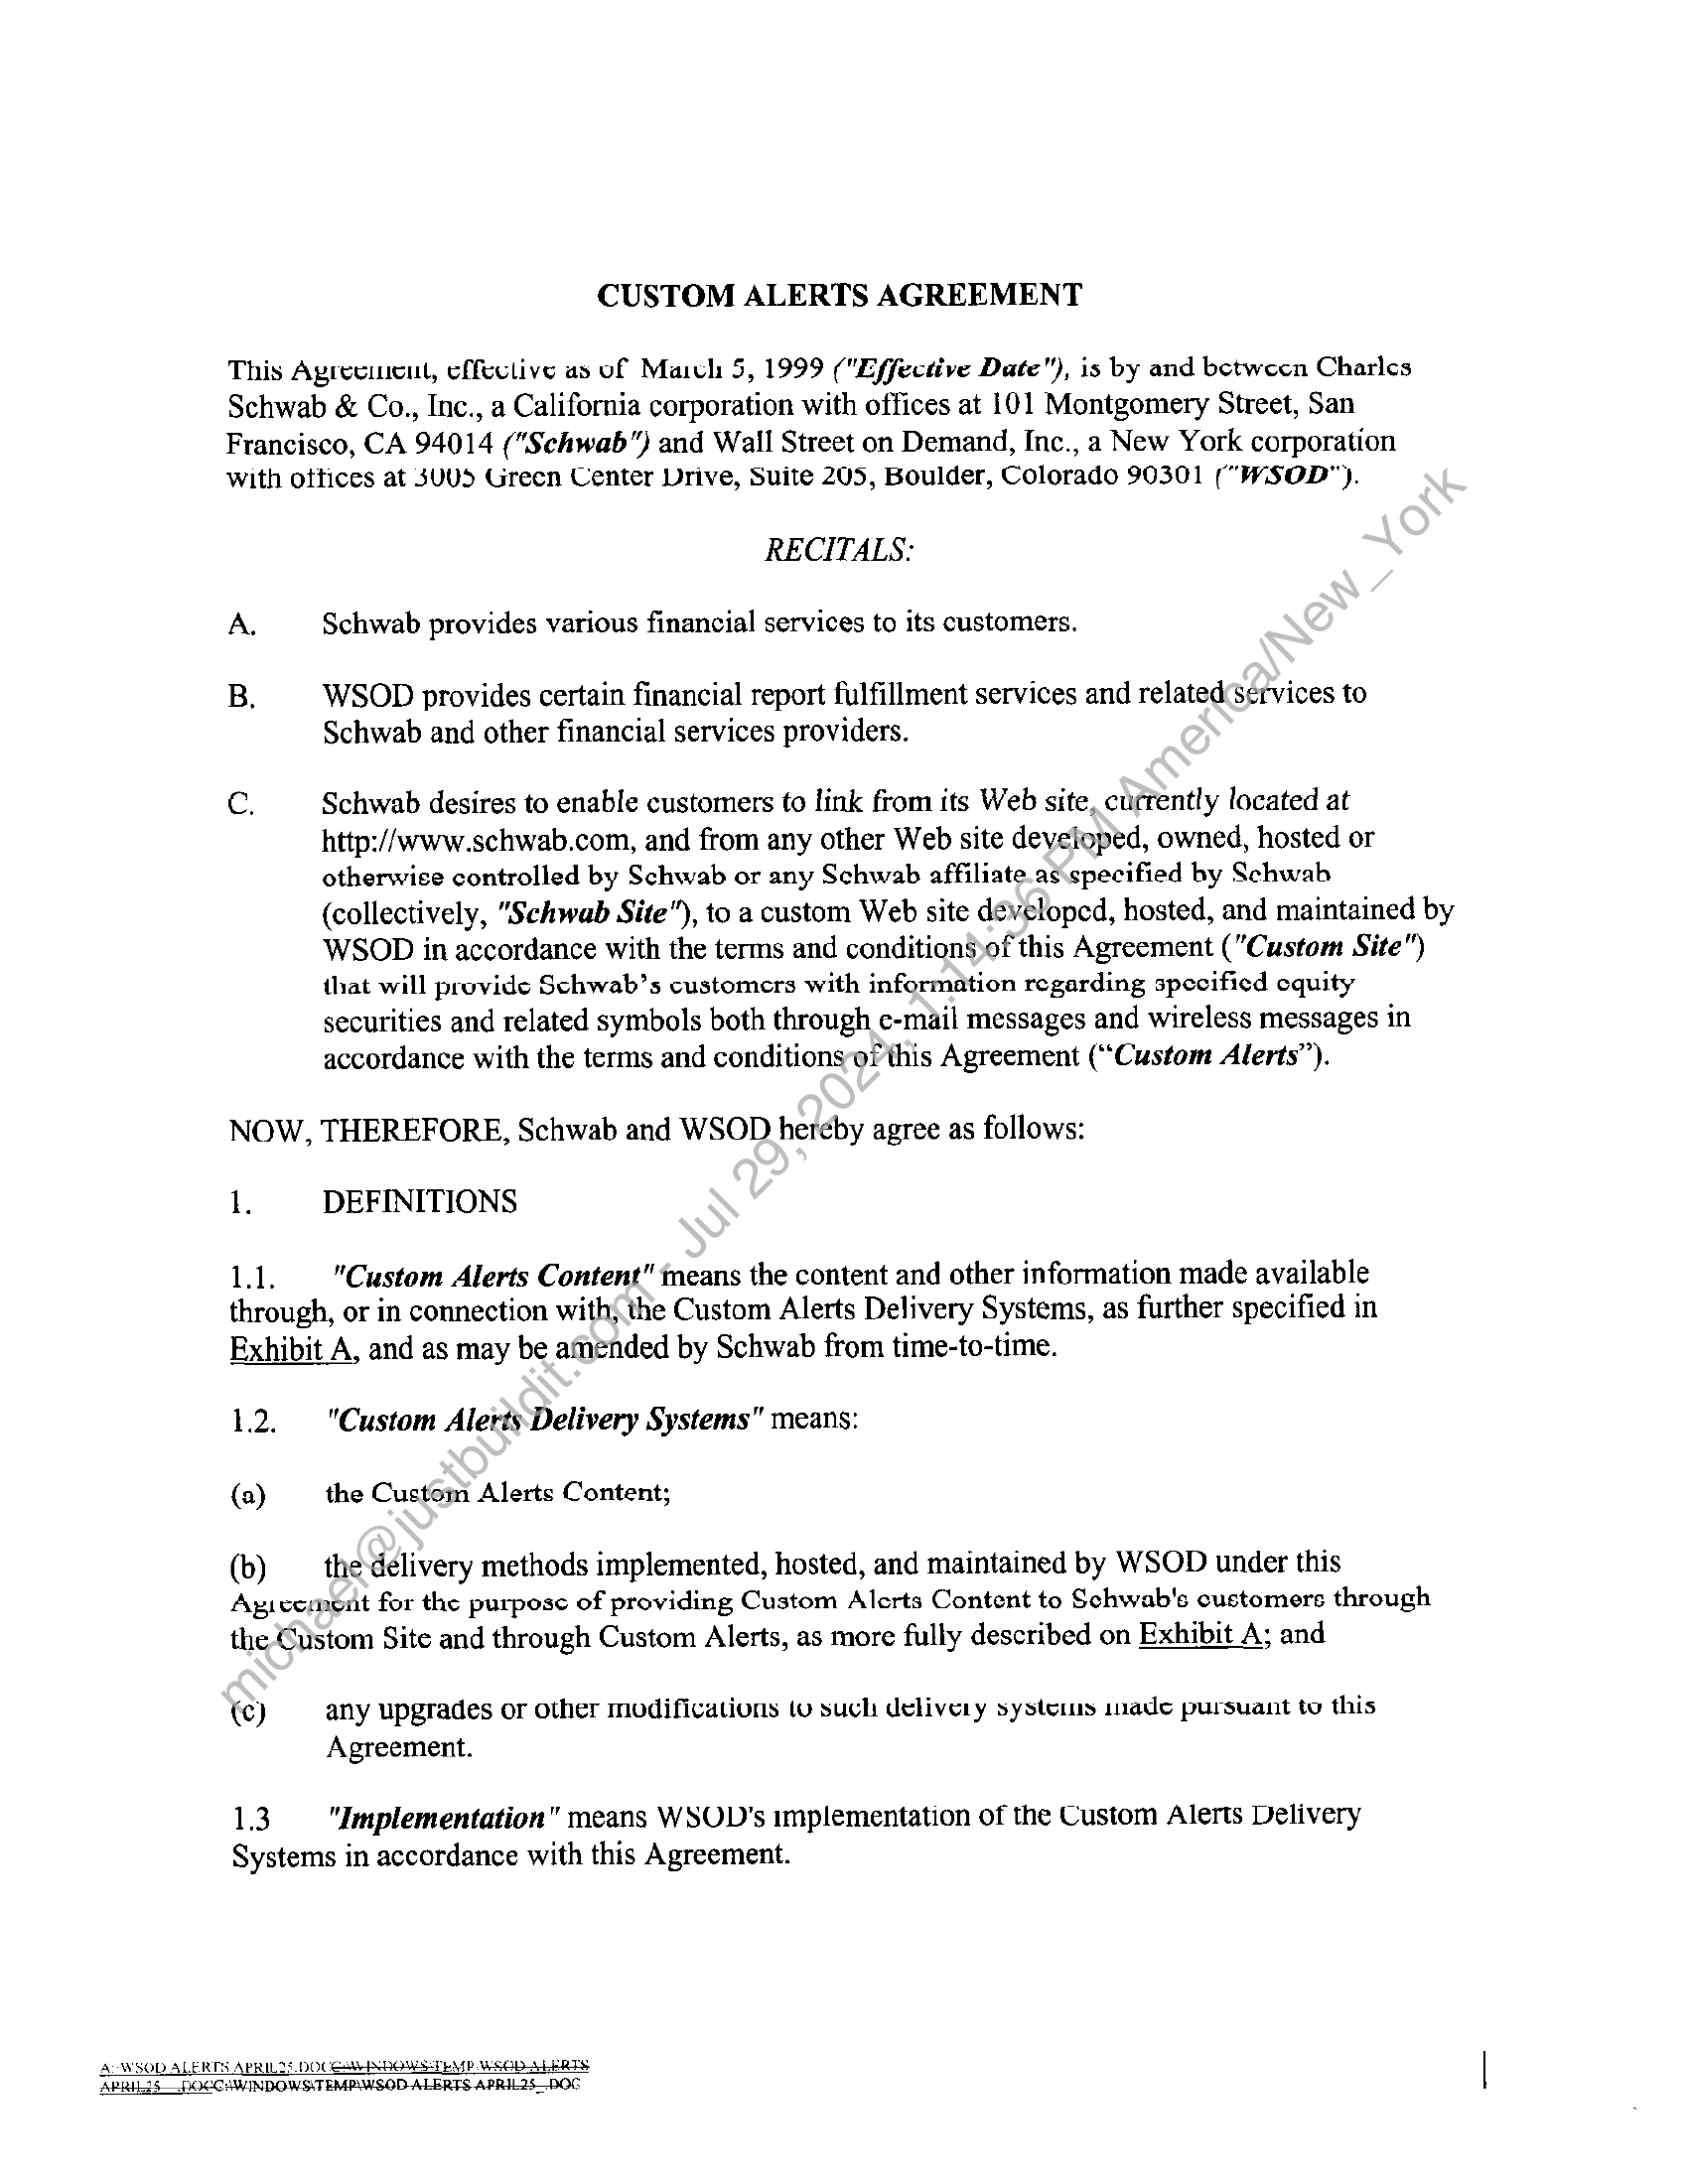 CUSTOM ALERTS AGREEMENT
This Agreement, effective as of March 5, 1999 ("Effective Date"), is by and between Charles
Schwab & Co., Inc., a California corporation with offices at 101 Montgomery Street, San
Francisco, CA 94014 ("Schwab") and Wall Street on Demand, Inc., a New York corporation
with offices at 3005 Green Center Drive, Suite 205, Boulder, Colorado 90301 ("WSOD").
RECITALS:
A. Schwab provides various financial services to its customers.
B. WSOD provides certain financial report fulfillment services and related services to
Schwab and other financial services providers.
C. Schwab desires to enable customers to link from its Web site, currently located at
http://www.schwab.com, and from any other Web site developed, owned, hosted or
otherwise controlled by Schwab or any Schwab affiliate as specified by Schwab
(collectively, "Schwab Site"), to a custom Web site developed, hosted, and maintained by
WSOD in accordance with the terms and conditions of this Agreement ("Custom Site")
that will provide Schwab's customers with information regarding specified equity
securities and related symbols both through e-mail messages and wireless messages in
accordance with the terms and conditions of this Agreement (“Custom Alerts”).
NOW, THEREFORE, Schwab and WSOD hereby agree as follows:
1. DEFINITIONS
1.1. "Custom Alerts Content" means the content and other information made available
through, or in connection with, the Custom Alerts Delivery Systems, as further specified in
Exhibit A, and as may be amended by Schwab from time-to-time.
1.2. "Custom Alerts Delivery Systems" means:
(a) the Custom Alerts Content;
(b) the delivery methods implemented, hosted, and maintained by WSOD under this
Agreement for the purpose of providing Custom Alerts Content to Schwab's customers through
the Custom Site and through Custom Alerts, as more fully described on Exhibit A; and
(c) any upgrades or other modifications to such delivery systems made pursuant to this
Agreement.
1.3 "Implementation" means WSOD's implementation of the Custom Alerts Delivery
Systems in accordance with this Agreement.
A:\WSOD ALERTS APRIL25.DOCC:\WINDOWS\TEMP\WSOD ALERTS
APRIL25_.DOCC:\WINDOWS\TEMP\WSOD ALERTS APRIL25_.DOC
michael@justbuildit.com - Jul 29, 2024, 1:14:36 PM America/New_York